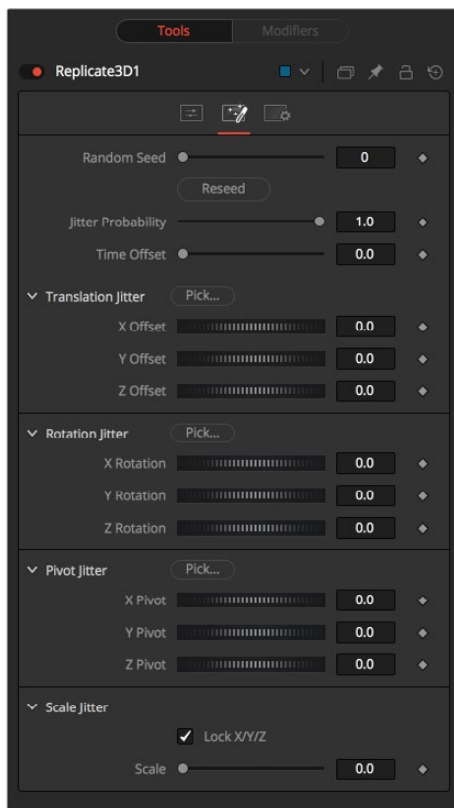 Tools Modifiers
Replicate3D1
Random Seed 0
Reseed
Jitter Probability 1.0
Time Offset 0.0
Translation Jitter Pick...
X Offset 0.0
Y Offset 0.0
Z Offset 0.0
Rotation Jitter Pick...
X Rotation 0.0
Y Rotation 0.0
Z Rotation 0.0
Pivot Jitter Pick...
X Pivot 0.0
Y Pivot 0.0
Z Pivot 0.0
Scale Jitter
Lock X/Y/Z
Scale 0.0